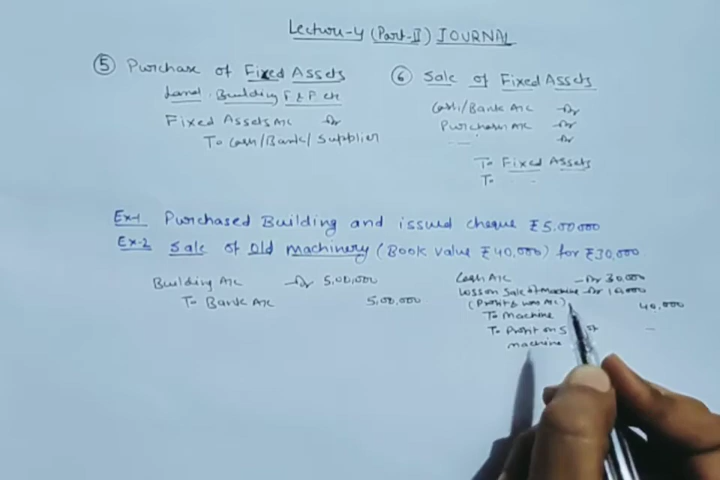 Lecture-4 (Part-II) JOURNAL
⑤ Purchase of Fixed Assets
Land, Building F & P etc
Fixed Assets A/c Dr
To Cash/Bank/Supplier
⑥ Sale of Fixed Assets
Cash/Bank A/c Dr
Purchaser A/c Dr
---- Dr
To Fixed Assets
To ---
Ex-1 Purchased Building and issued cheque ₹5,00,000
Ex-2 Sale of Old machinery (Book value ₹40,000) for ₹30,000
Building A/c -Dr 5,00,000
To Bank A/c 5,00,000
Cash A/c -Dr 30,000
Loss on Sale of Machine -Dr 10,000
(Profit & Loss A/c) 40,000
To Machine
To Profit on S of -
machine